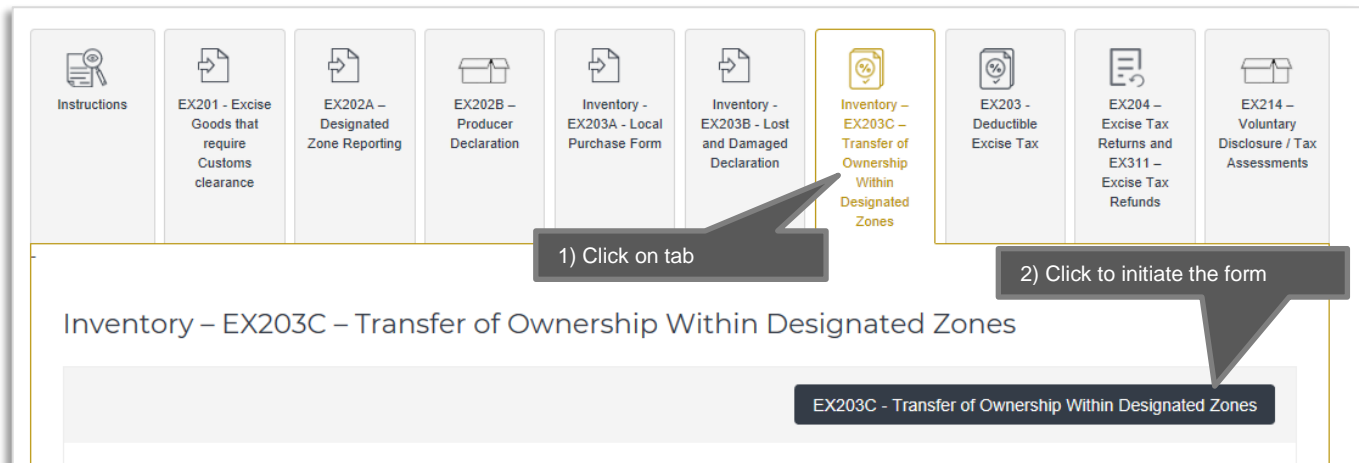 Instructions
EX201 - Excise
Goods that
require
Customs
clearance
EX202A –
Designated
Zone Reporting
EX202B –
Producer
Declaration
Inventory -
EX203A - Local
Purchase Form
Inventory -
EX203B - Lost
and Damaged
Declaration
Inventory –
EX203C –
Transfer of
Ownership
Within
Designated
Zones
EX203 -
Deductible
Excise Tax
EX204 –
Excise Tax
Returns and
EX311 –
Excise Tax
Refunds
EX214 –
Voluntary
Disclosure / Tax
Assessments
1) Click on tab
2) Click to initiate the form
Inventory – EX203C – Transfer of Ownership Within Designated Zones
EX203C - Transfer of Ownership Within Designated Zones